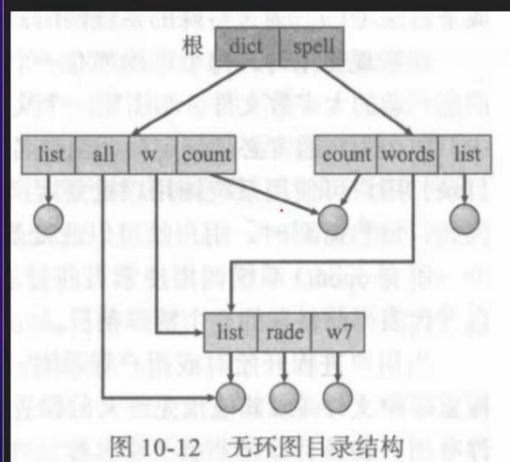 根 dict spell
list all w count count words list
list rade w7
图 10-12 无环图目录结构